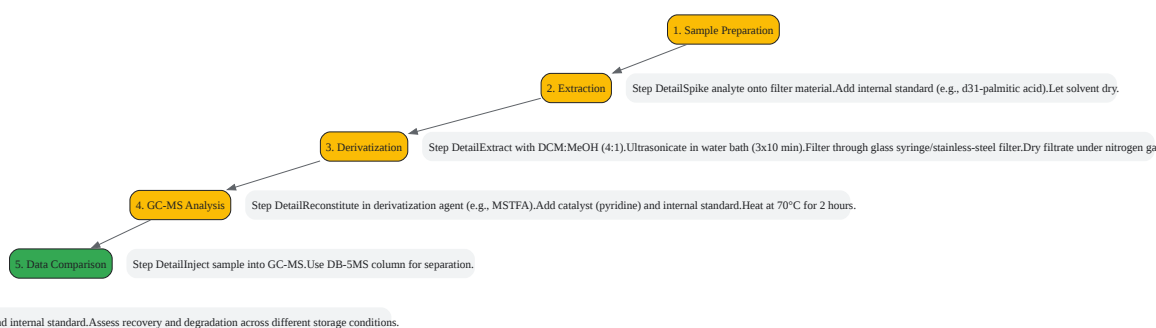 1. Sample Preparation
2. Extraction
Step DetailSpike analyte onto filter material.Add internal standard (e.g., d31-palmitic acid).Let solvent dry.
3. Derivatization
Step DetailExtract with DCM:MeOH (4:1).Ultrasonicate in water bath (3x10 min).Filter through glass syringe/stainless-steel filter.Dry filtrate under nitrogen ga
4. GC-MS Analysis
Step DetailReconstitute in derivatization agent (e.g., MSTFA).Add catalyst (pyridine) and internal standard.Heat at 70°C for 2 hours.
5. Data Comparison
Step DetailInject sample into GC-MS.Use DB-5MS column for separation.
internal standard.Assess recovery and degradation across different storage conditions.